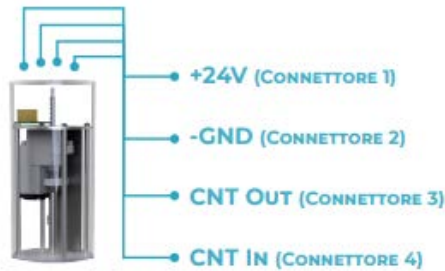 +24V (Connettore 1)
-GND (Connettore 2)
CNT Out (Connettore 3)
CNT In (Connettore 4)